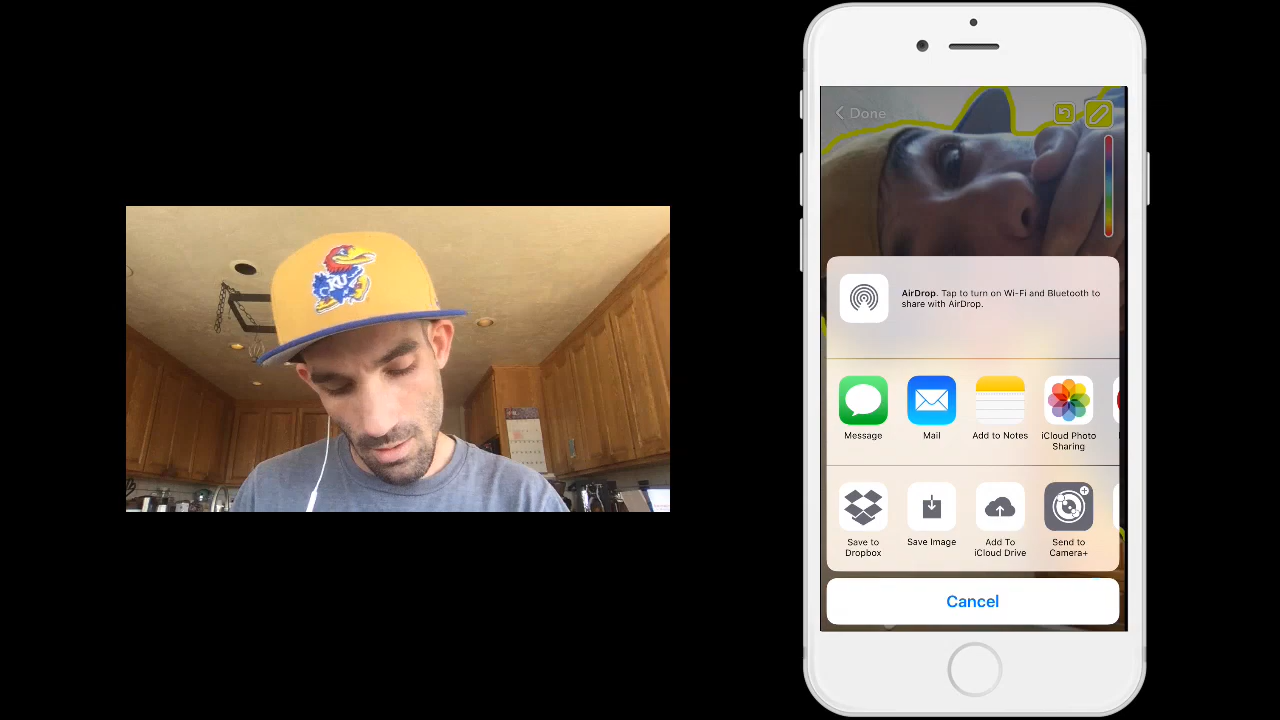 KU
Done
AirDrop. Tap to turn on Wi-Fi and Bluetooth to
share with AirDrop.
Message
Mail
Add to Notes
iCloud Photo
Sharing
Save to
Dropbox
Save Image
Add To
iCloud Drive
Send to
Camera+
Cancel